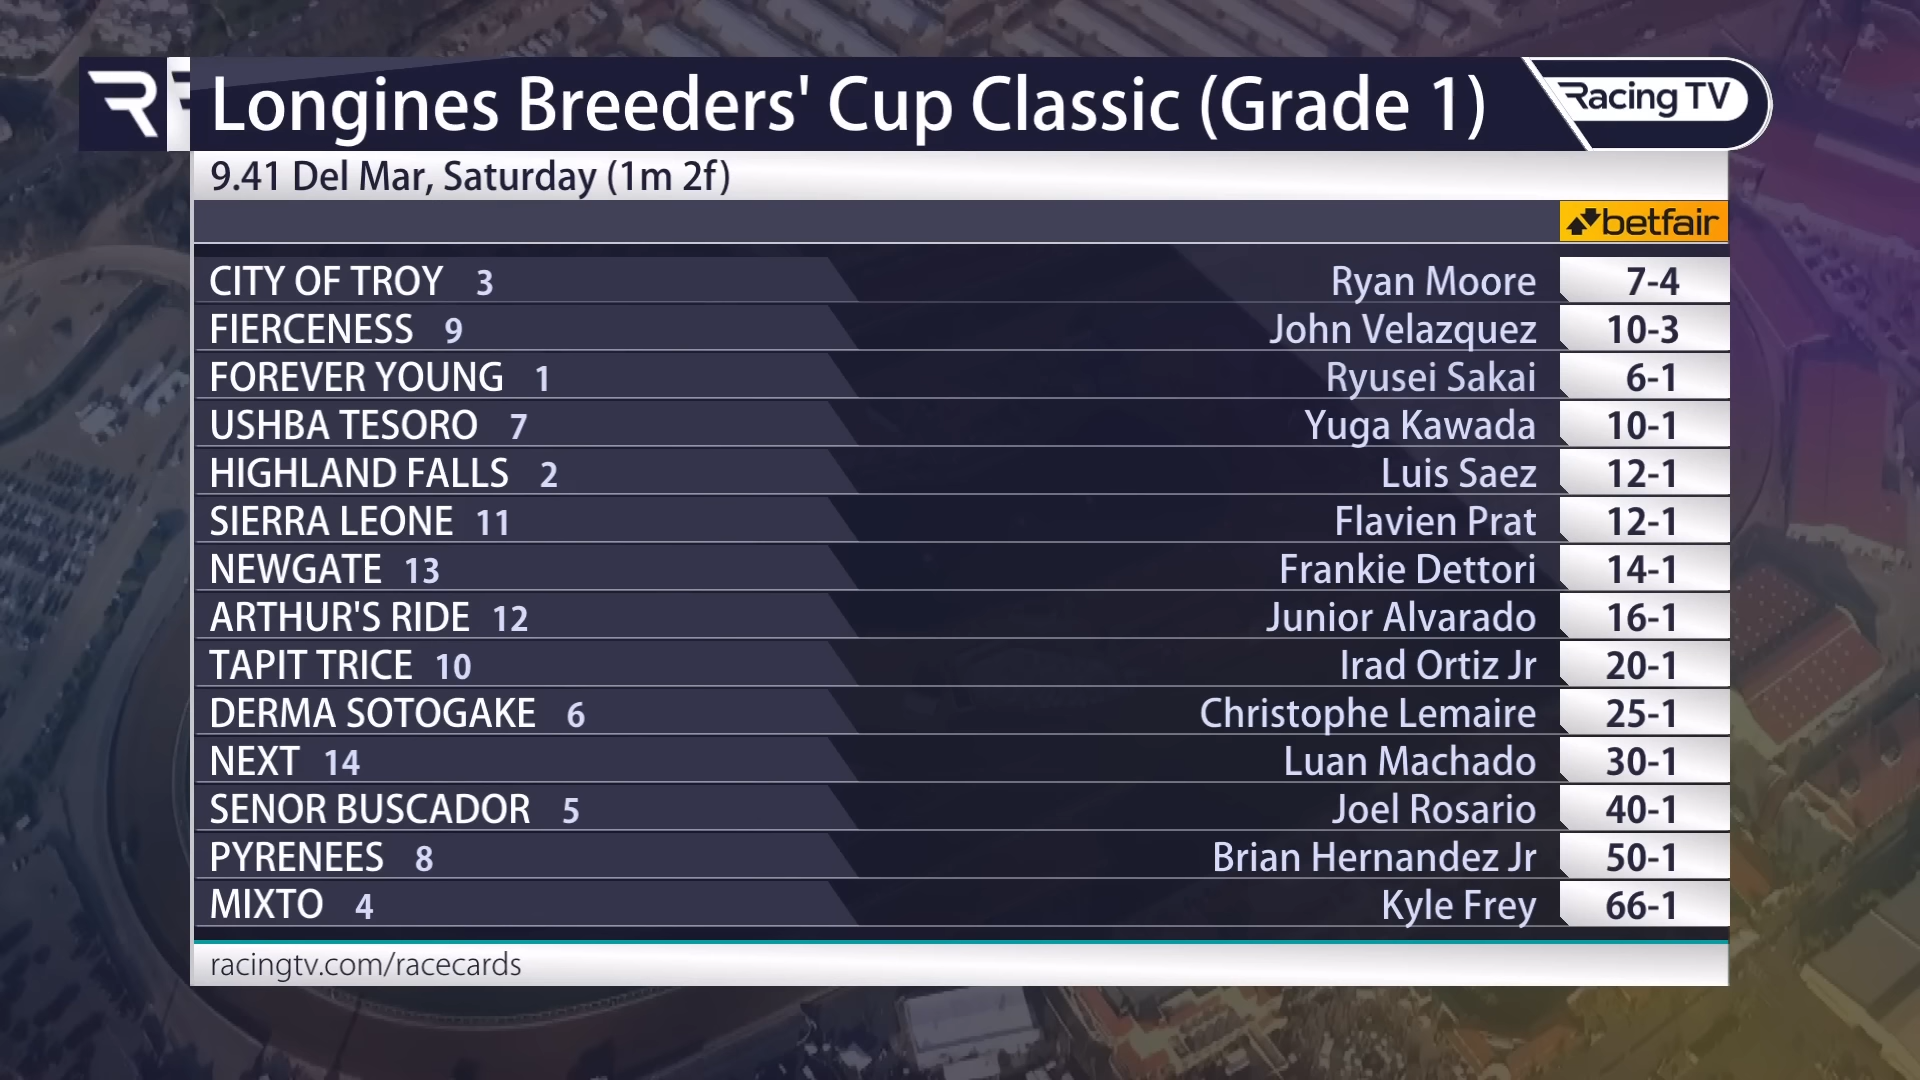 Longines Breeders' Cup Classic (Grade 1)
Racing TV
9.41 Del Mar, Saturday (1m 2f)
betfair
CITY OF TROY 3 Ryan Moore 7-4
FIERCENESS 9 John Velazquez 10-3
FOREVER YOUNG 1 Ryusei Sakai 6-1
USHBA TESORO 7 Yuga Kawada 10-1
HIGHLAND FALLS 2 Luis Saez 12-1
SIERRA LEONE 11 Flavien Prat 12-1
NEWGATE 13 Frankie Dettori 14-1
ARTHUR'S RIDE 12 Junior Alvarado 16-1
TAPIT TRICE 10 Irad Ortiz Jr 20-1
DERMA SOTOGAKE 6 Christophe Lemaire 25-1
NEXT 14 Luan Machado 30-1
SENOR BUSCADOR 5 Joel Rosario 40-1
PYRENEES 8 Brian Hernandez Jr 50-1
MIXTO 4 Kyle Frey 66-1
racingtv.com/racecards